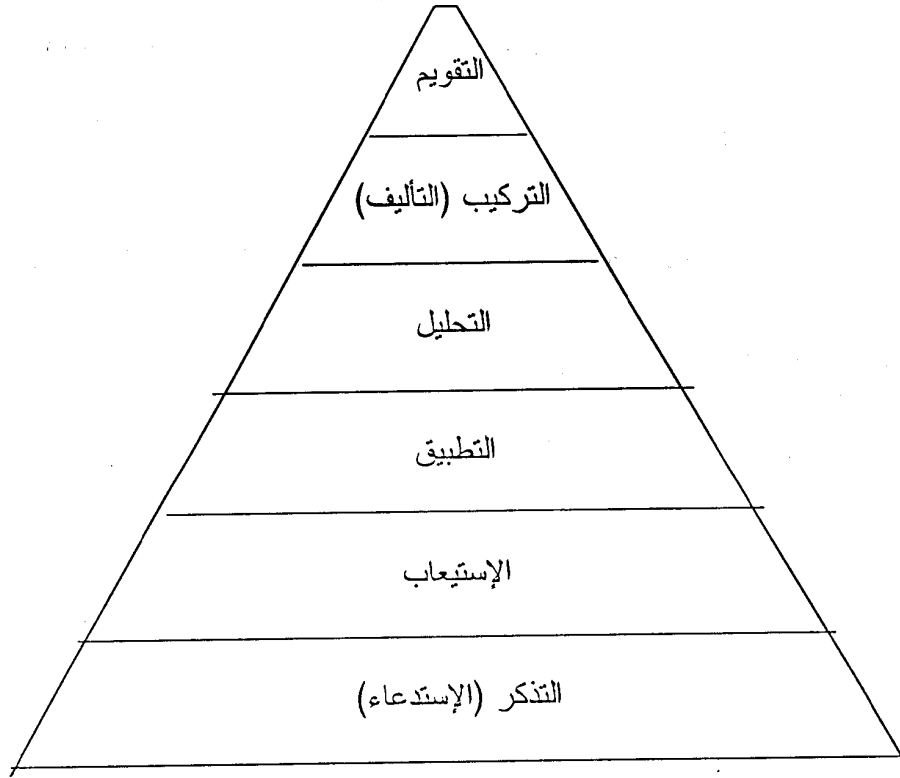 التقويم
التركيب (التأليف)
التحليل
التطبيق
الإستيعاب
التذكر (الإستدعاء)